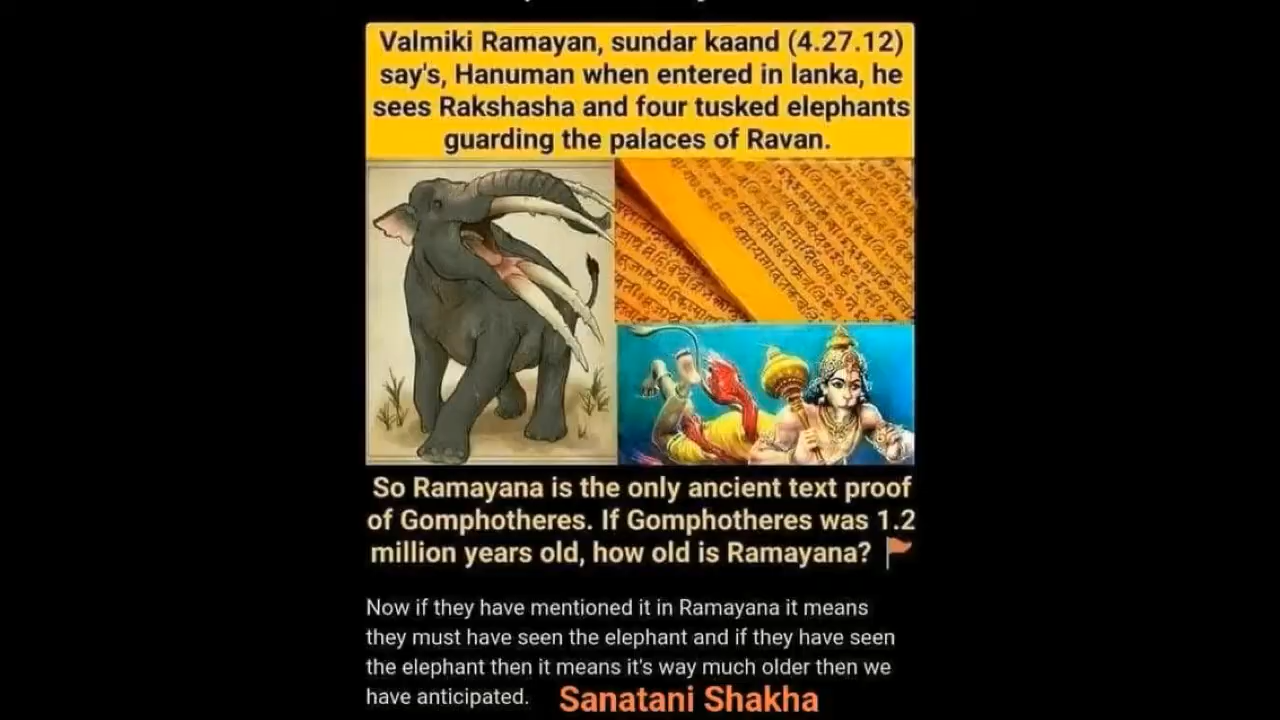 Valmiki Ramayan, sundar kaand (4.27.12)
say's, Hanuman when entered in lanka, he
sees Rakshasha and four tusked elephants
guarding the palaces of Ravan.
So Ramayana is the only ancient text proof
of Gomphotheres. If Gomphotheres was 1.2
million years old, how old is Ramayana? 🚩
Now if they have mentioned it in Ramayana it means
they must have seen the elephant and if they have seen
the elephant then it means it's way much older then we
have anticipated. Sanatani Shakha